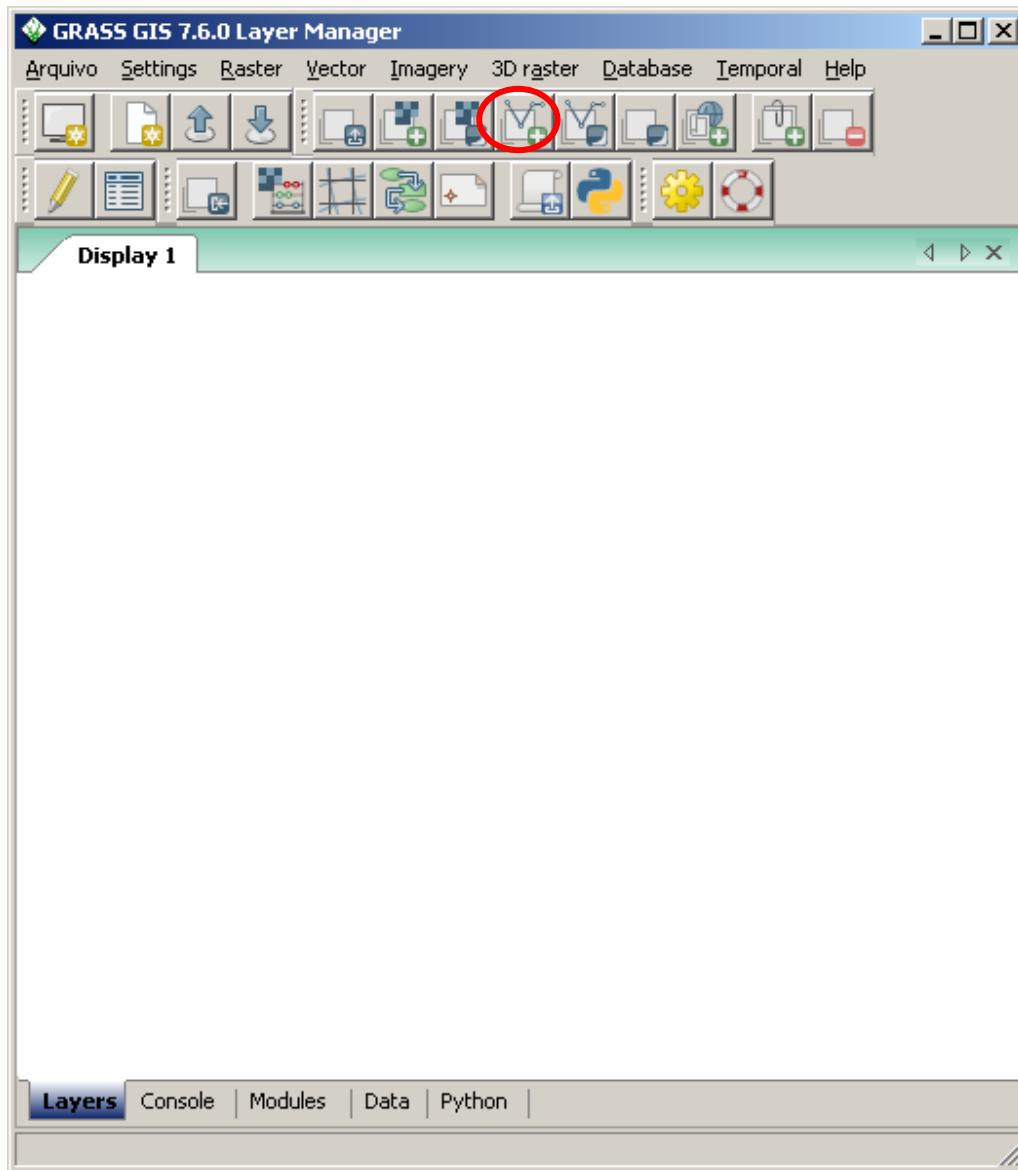 GRASS GIS 7.6.0 Layer Manager
Arquivo Settings Raster Vector Imagery 3D raster Database Temporal Help
Display 1
Layers Console Modules Data Python